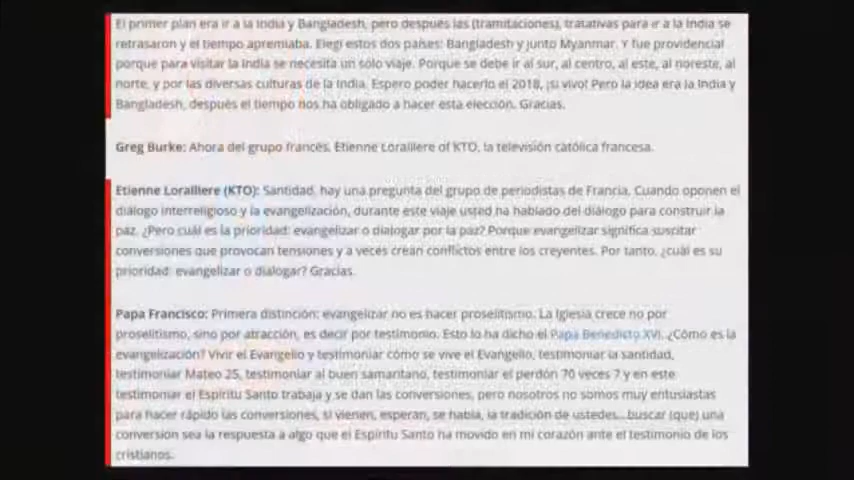 El primer plan era ir a la India y Bangladesh, pero después las (tramitaciones), tratativas para ir a la India se
retrasaron y el tiempo apremiaba. Elegí estos dos países: Bangladesh y junto Myanmar. Y fue providencial
porque para visitar la India se necesita un sólo viaje. Porque se debe ir al sur, al centro, al este, al noreste, al
norte, y por las diversas culturas de la India. Espero poder hacerlo el 2018, ¡si vivo! Pero la idea era la India y
Bangladesh, después el tiempo nos ha obligado a hacer esta elección. Gracias.
Greg Burke: Ahora del grupo francés, Etienne Loraillere of KTO, la televisión católica francesa.
Etienne Loraillere (KTO): Santidad, hay una pregunta del grupo de periodistas de Francia. Cuando oponen el
diálogo interreligioso y la evangelización, durante este viaje usted ha hablado del diálogo para construir la
paz. ¿Pero cuál es la prioridad: evangelizar o dialogar por la paz? Porque evangelizar significa suscitar
conversiones que provocan tensiones y a veces crean conflictos entre los creyentes. Por tanto, ¿cuál es su
prioridad: evangelizar o dialogar? Gracias.
Papa Francisco: Primera distinción: evangelizar no es hacer proselitismo. La Iglesia crece no por
proselitismo, sino por atracción, es decir por testimonio. Esto lo ha dicho el Papa Benedicto XVI. ¿Cómo es la
evangelización? Vivir el Evangelio y testimoniar cómo se vive el Evangelio, testimoniar la santidad,
testimoniar Mateo 25, testimoniar al buen samaritano, testimoniar el perdón 70 veces 7 y en este
testimoniar el Espíritu Santo trabaja y se dan las conversiones, pero nosotros no somos muy entusiastas
para hacer rápido las conversiones, si vienen, esperan, se habla, la tradición de ustedes...buscar (que) una
conversión sea la respuesta a algo que el Espíritu Santo ha movido en mi corazón ante el testimonio de los
cristianos.